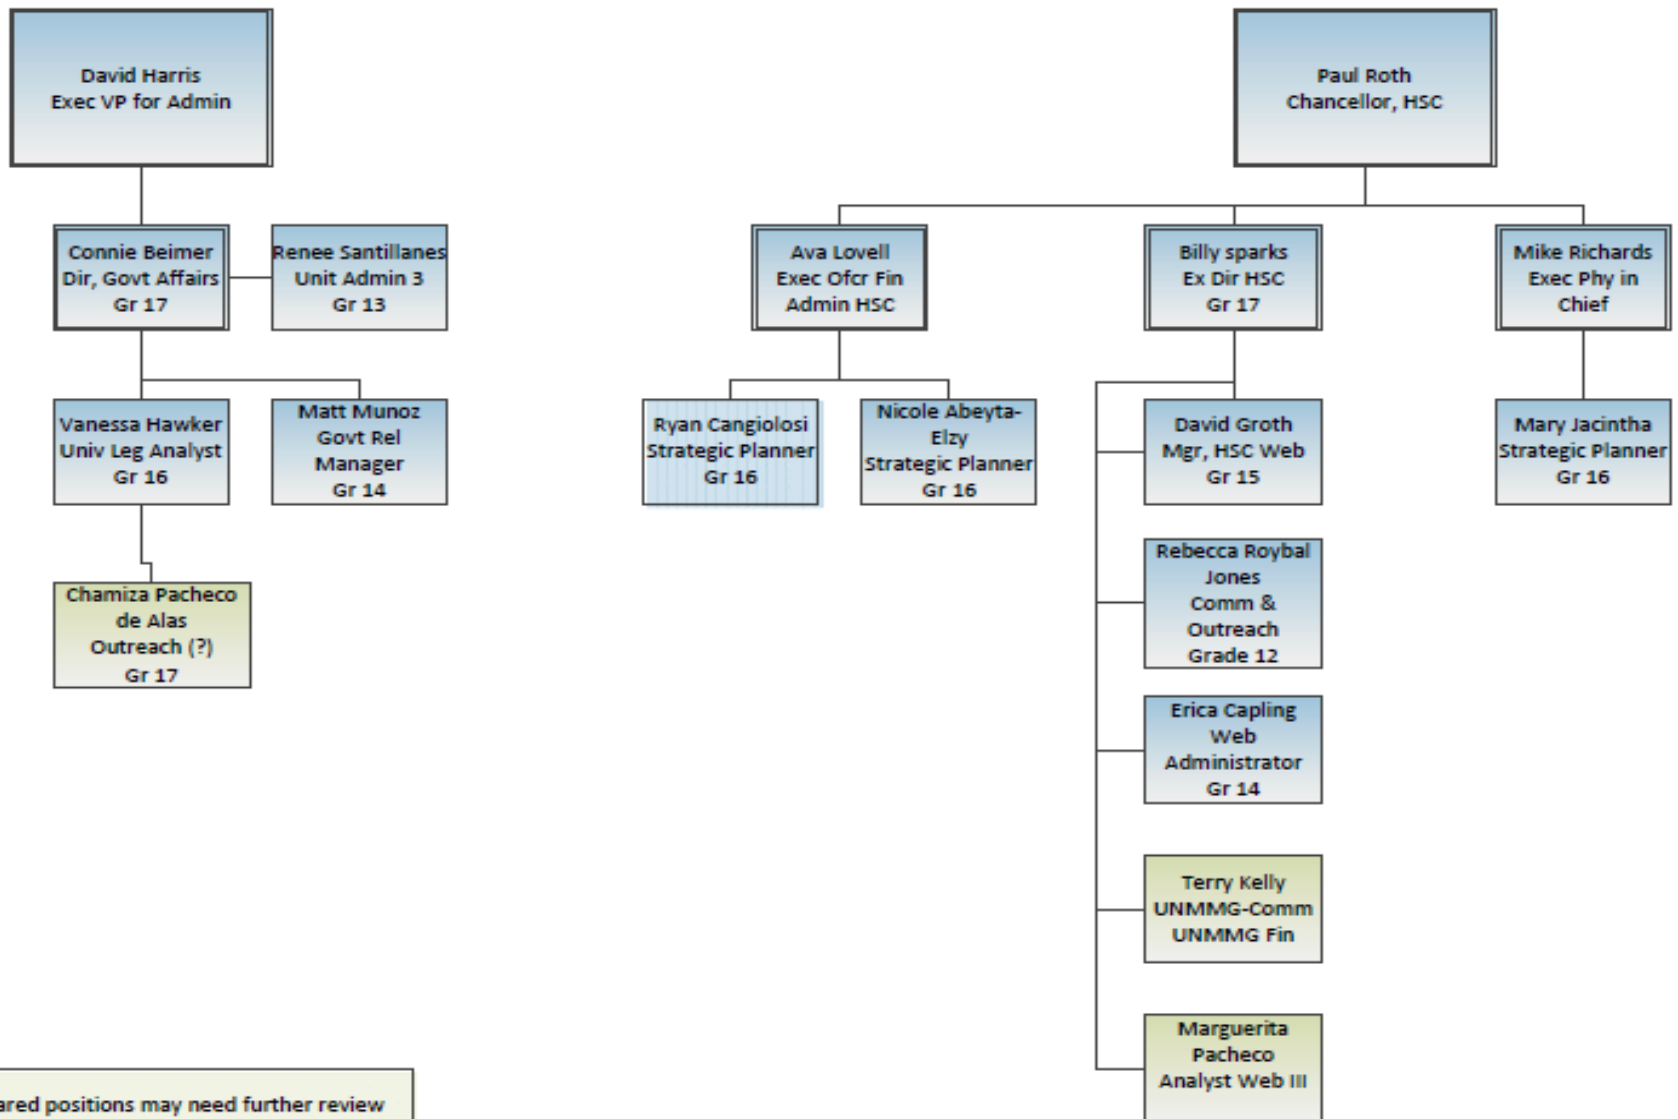 David Harris
Exec VP for Admin
Paul Roth
Chancellor, HSC
Connie Beimer
Dir, Govt Affairs
Gr 17
Renee Santillanes
Unit Admin 3
Gr 13
Ava Lovell
Exec Ofcr Fin
Admin HSC
Billy sparks
Ex Dir HSC
Gr 17
Mike Richards
Exec Phy in
Chief
Vanessa Hawker
Univ Leg Analyst
Gr 16
Matt Munoz
Govt Rel
Manager
Gr 14
Ryan Cangiolosi
Strategic Planner
Gr 16
Nicole Abeyta-
Elzy
Strategic Planner
Gr 16
David Groth
Mgr, HSC Web
Gr 15
Mary Jacintha
Strategic Planner
Gr 16
Chamiza Pacheco
de Alas
Outreach (?)
Gr 17
Rebecca Roybal
Jones
Comm &
Outreach
Grade 12
Erica Capling
Web
Administrator
Gr 14
Terry Kelly
UNMMG-Comm
UNMMG Fin
Marguerita
Pacheco
Analyst Web III
positions may need further review